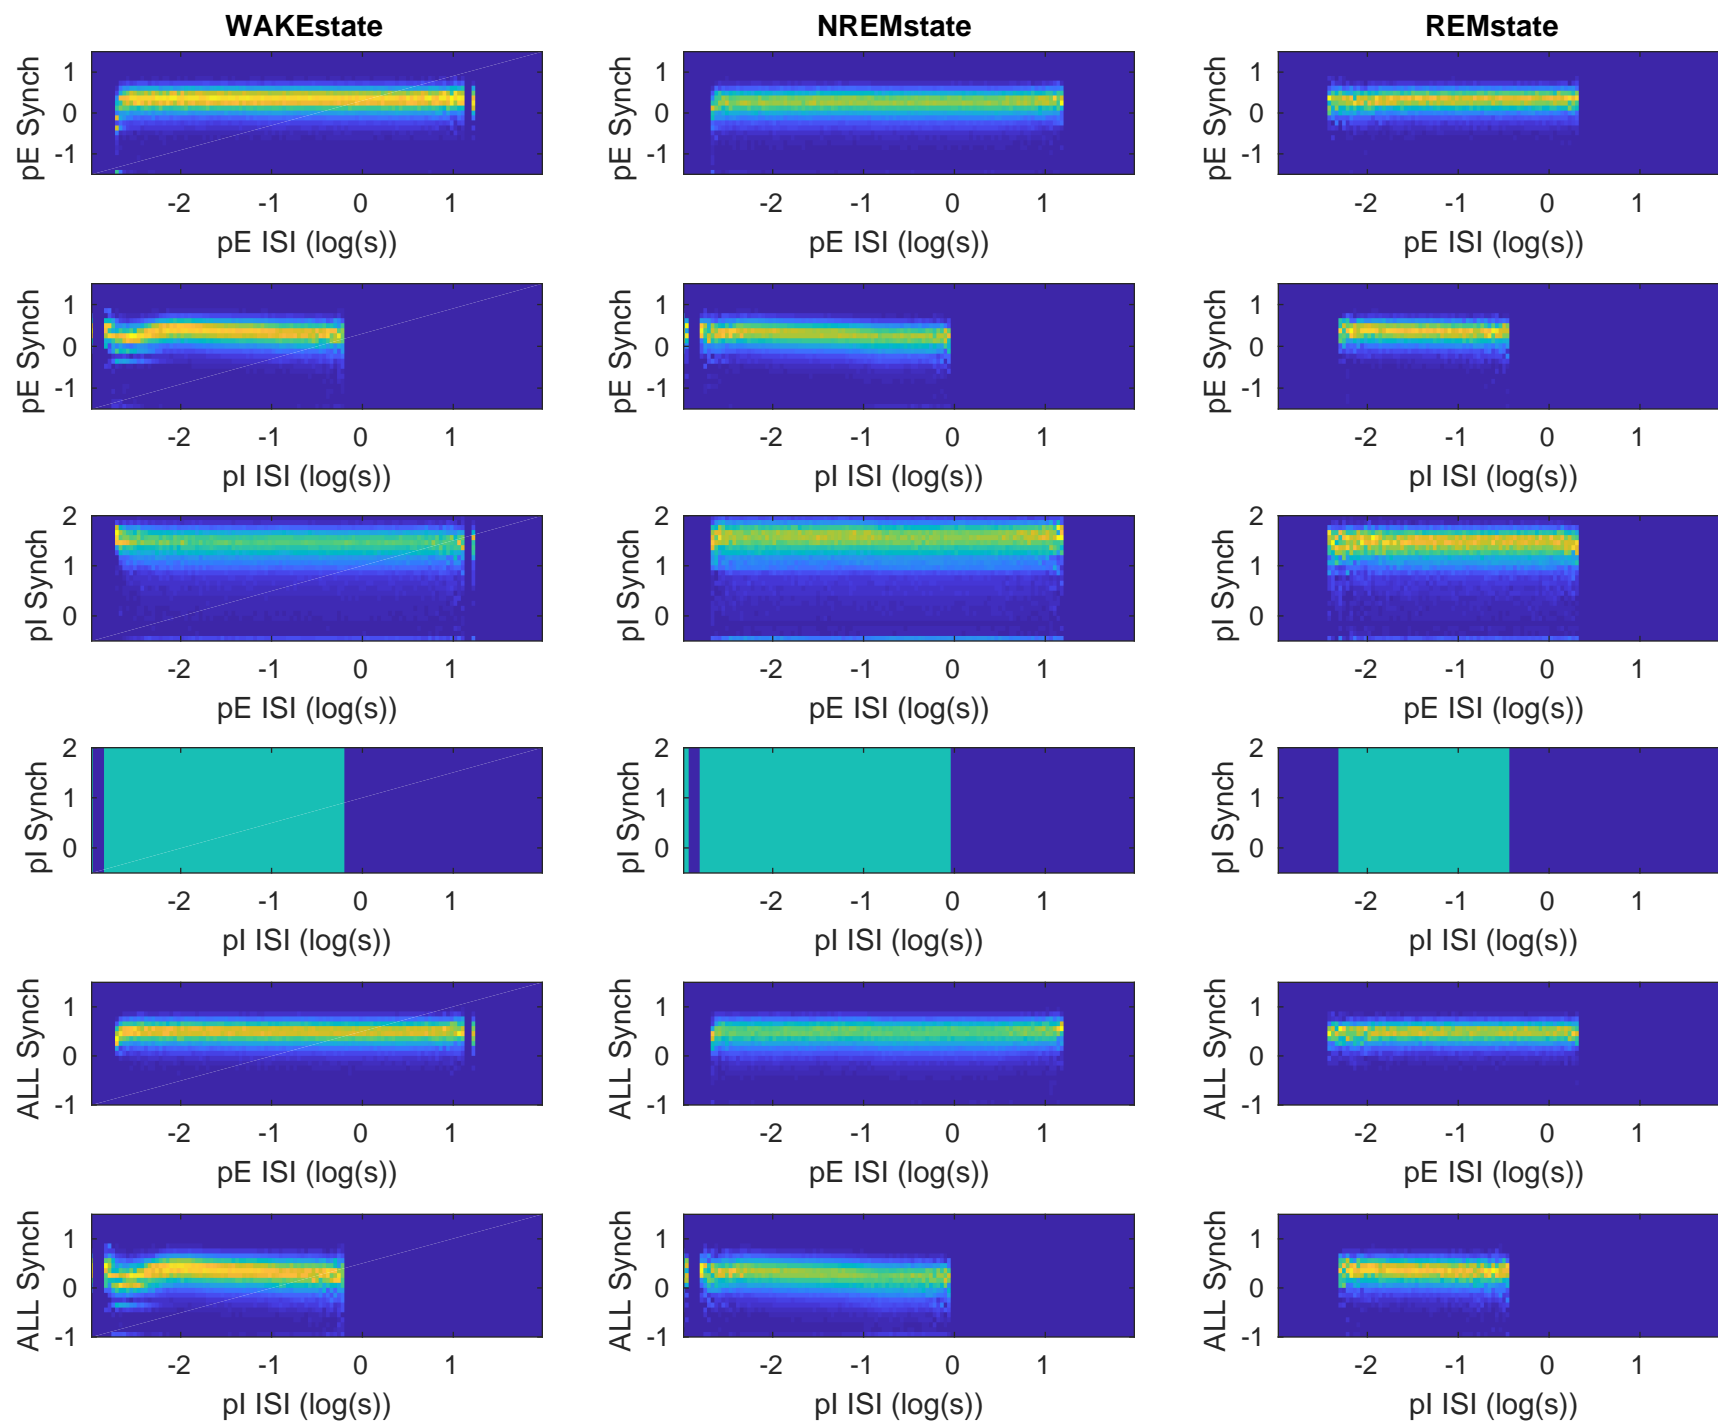 WAKEstate NREMstate REMstate
1 1 1
pE Synch pE Synch pE Synch
0 0 0
-1 -1 -1
-2 -1 0 1 -2 -1 0 1 -2 -1 0 1
pE ISI (log(s)) pE ISI (log(s)) pE ISI (log(s))
1 1 1
pE Synch pE Synch pE Synch
0 0 0
-1 -1 -1
-2 -1 0 1 -2 -1 0 1 -2 -1 0 1
pI ISI (log(s)) pI ISI (log(s)) pI ISI (log(s))
2 2 2
pI Synch pI Synch pI Synch
1 1 1
0 0 0
-2 -1 0 1 -2 -1 0 1 -2 -1 0 1
pE ISI (log(s)) pE ISI (log(s)) pE ISI (log(s))
2 2 2
pI Synch pI Synch pI Synch
1 1 1
0 0 0
-2 -1 0 1 -2 -1 0 1 -2 -1 0 1
pI ISI (log(s)) pI ISI (log(s)) pI ISI (log(s))
1 1 1
ALL Synch ALL Synch ALL Synch
0 0 0
-1 -1 -1
-2 -1 0 1 -2 -1 0 1 -2 -1 0 1
pE ISI (log(s)) pE ISI (log(s)) pE ISI (log(s))
1 1 1
ALL Synch ALL Synch ALL Synch
0 0 0
-1 -1 -1
-2 -1 0 1 -2 -1 0 1 -2 -1 0 1
pI ISI (log(s)) pI ISI (log(s)) pI ISI (log(s))